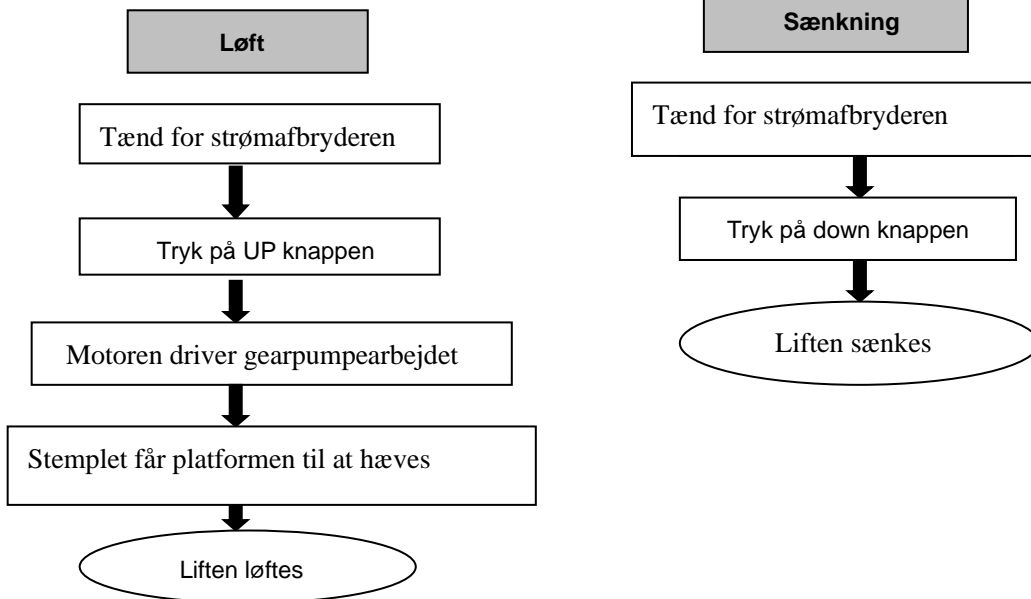 Løft
Tænd for strømafbryderen
Tryk på UP knappen
Motoren driver gearpumpearbejdet
Stemplet får platformen til at hæves
Liften løftes
Sænkning
Tænd for strømafbryderen
Tryk på down knappen
Liften sænkes